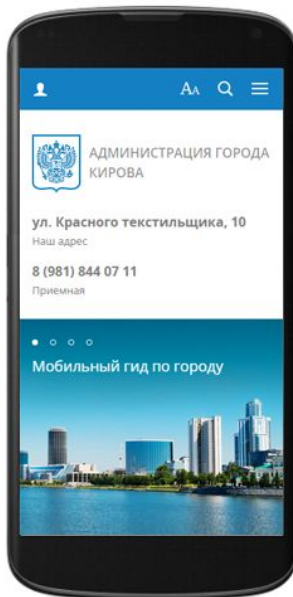 AA
АДМИНИСТРАЦИЯ ГОРОДА
КИРОВА
ул. Красного текстильщика, 10
Наш адрес
8 (981) 844 07 11
Приемная
Мобильный гид по городу